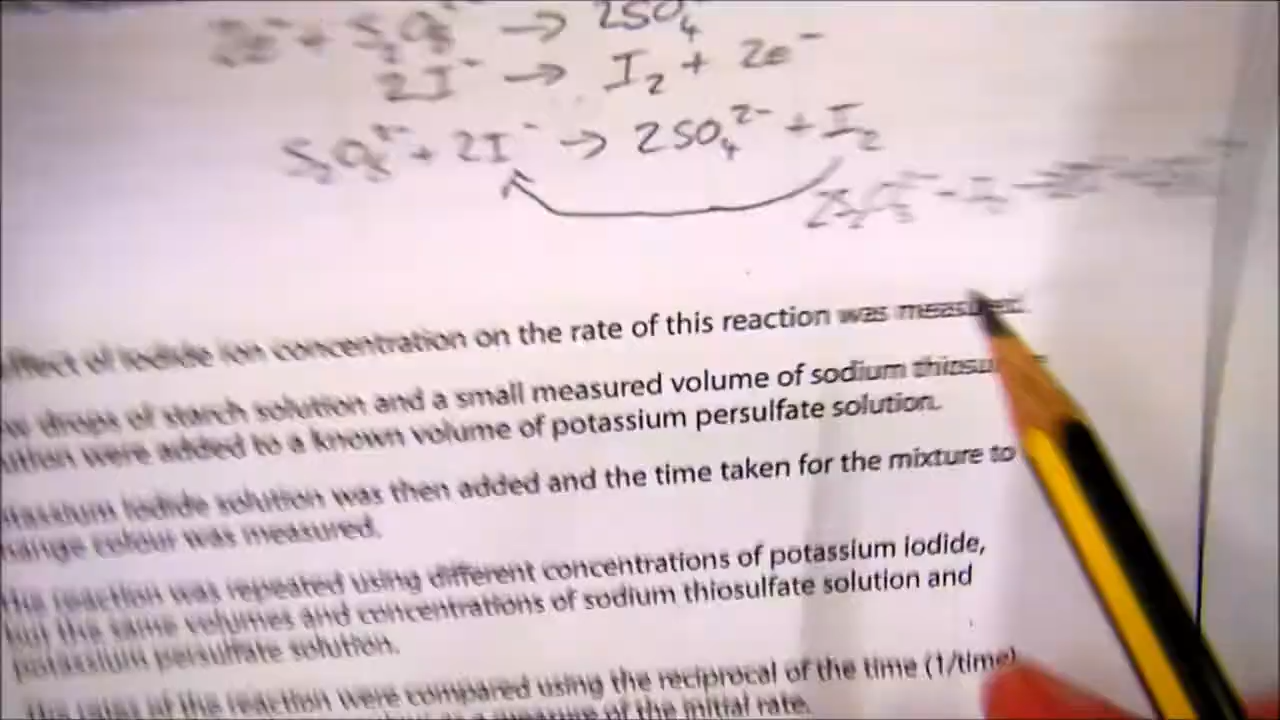 2e⁻ + S₂O₈²⁻ → 2SO₄
2I⁻ → I₂ + 2e⁻
S₂O₈²⁻ + 2I⁻ → 2SO₄²⁻ + I₂
2S₂O₃²⁻ + I₂ →
effect of iodide ion concentration on the rate of this reaction was measured.
drops of starch solution and a small measured volume of sodium
were added to a known volume of potassium persulfate solution.
iodide solution was then added and the time taken for the mixture to
colour was measured.
reaction was repeated using different concentrations of potassium iodide,
but the same volumes and concentrations of sodium thiosulfate solution and
potassium persulfate solution.
the rates of the reaction were compared using the reciprocal of the time (1/time)
as a measure of the initial rate.